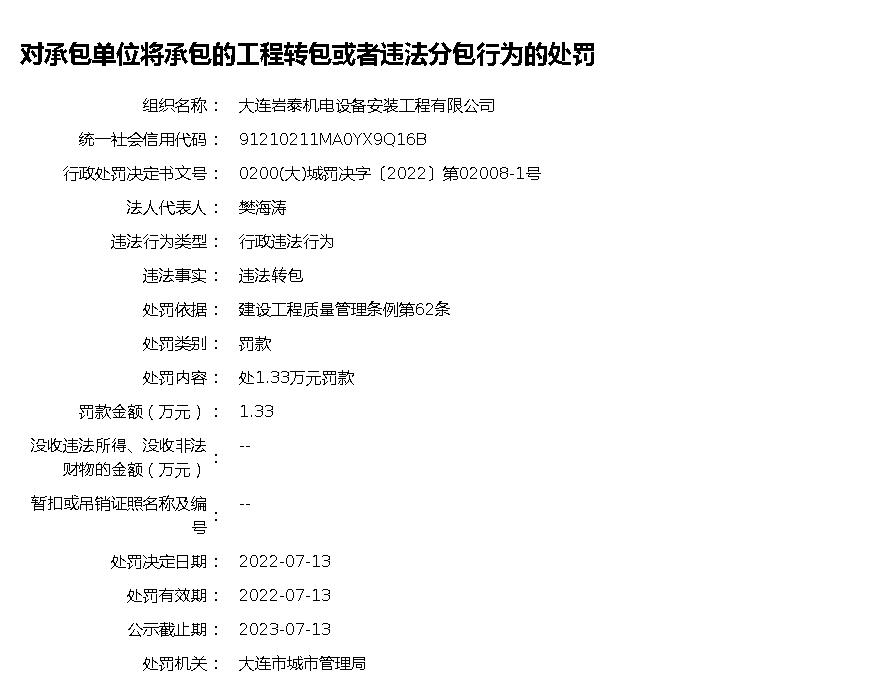 对承包单位将承包的工程转包或者违法分包行为的处罚
组织名称： 大连岩泰机电设备安装工程有限公司
统一社会信用代码： 91210211MA0YX9Q16B
行政处罚决定书文号： 0200(大)城罚决字〔2022〕第02008-1号
法人代表人： 樊海涛
违法行为类型： 行政违法行为
违法事实： 违法转包
处罚依据： 建设工程质量管理条例第62条
处罚类别： 罚款
处罚内容： 处1.33万元罚款
罚款金额（万元）： 1.33
没收违法所得、没收非法
财物的金额（万元）： --
暂扣或吊销证照名称及编
号： --
处罚决定日期： 2022-07-13
处罚有效期： 2022-07-13
公示截止期： 2023-07-13
处罚机关： 大连市城市管理局